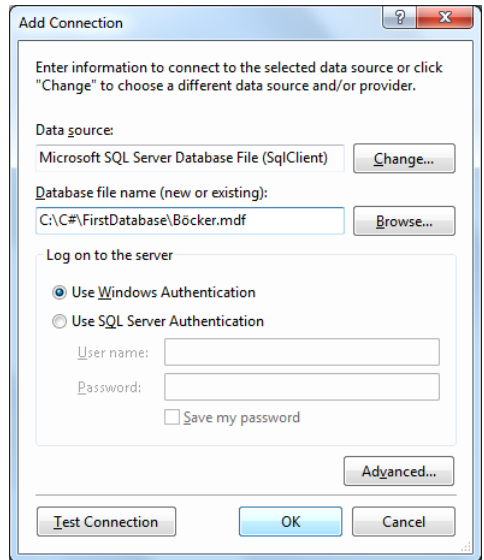 Add Connection
?
X
Enter information to connect to the selected data source or click
"Change" to choose a different data source and/or provider.
Data source:
Microsoft SQL Server Database File (SqlClient)
Change...
Database file name (new or existing):
C:\C#\FirstDatabase\Böcker.mdf
Browse...
Log on to the server
Use Windows Authentication
Use SQL Server Authentication
User name:
Password:
Save my password
Advanced...
Test Connection
OK
Cancel